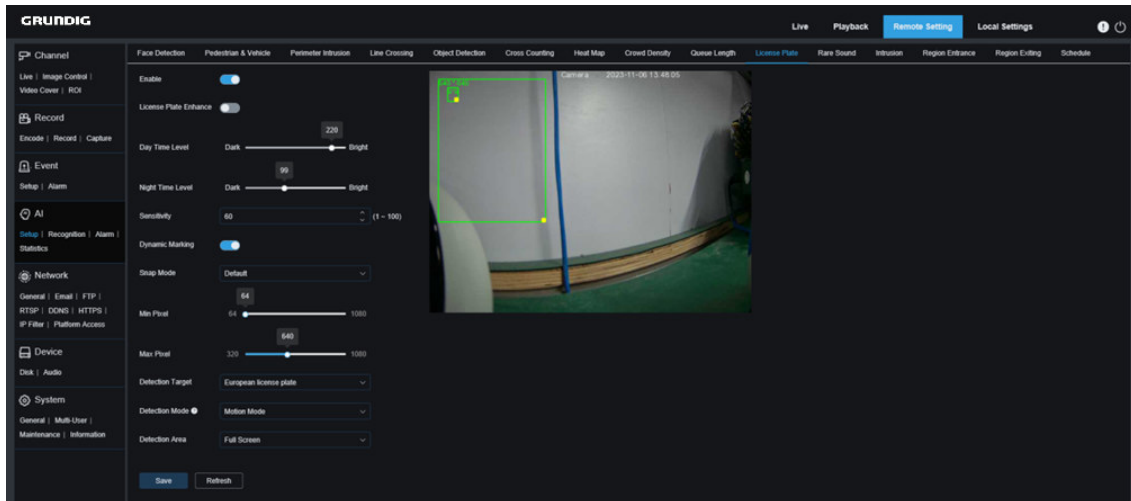 GRUNDIG
Live Playback Remote Setting Local Settings
Channel
Live | Image Control |
Video Cover | ROI
Record
Encode | Record | Capture
Event
Setup | Alarm
AI
Setup | Recognition | Alarm |
Statistics
Network
General | Email | FTP |
RTSP | DDNS | HTTPS |
IP Filter | Platform Access
Device
Disk | Audio
System
General | Multi-User |
Maintenance | Information
Face Detection Pedestrian & Vehicle Perimeter Intrusion Line Crossing Object Detection Cross Counting Heat Map Crowd Density Queue Length License Plate Rare Sound Intrusion Region Entrance Region Exiting Schedule
Enable
License Plate Enhance
220
Day Time Level Dark Bright
99
Night Time Level Dark Bright
Sensitivity 60 (1 ~ 100)
Dynamic Marking
Snap Mode Default
64
Min Pixel 64 1080
640
Max Pixel 320 1080
Detection Target European license plate
Detection Mode Motion Mode
Detection Area Full Screen
Save Refresh
Camera 2023-11-06 13:48:05